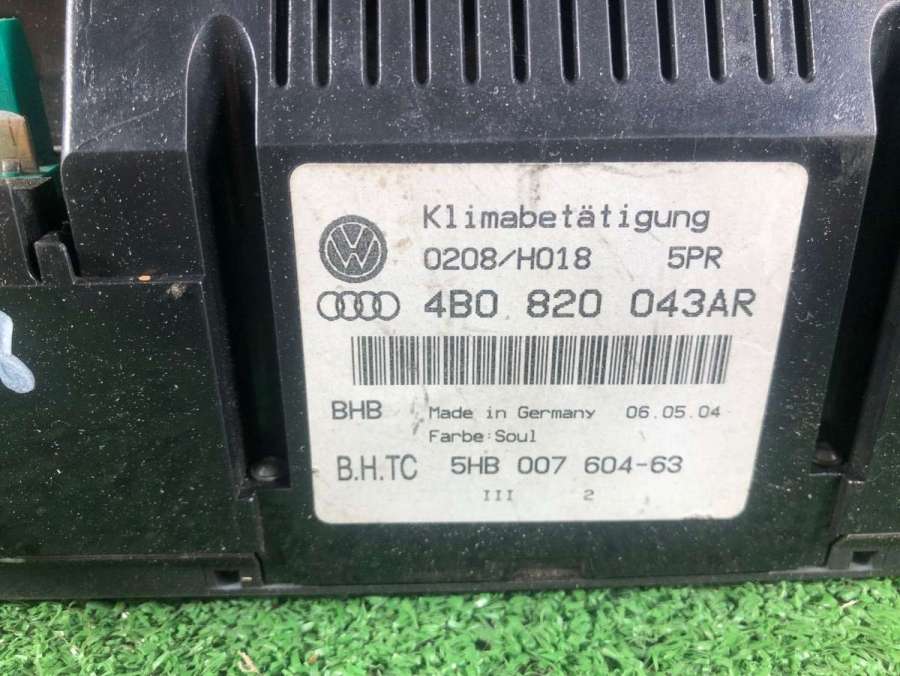 Klimabetätigung
0208/H018 5PR
4B0 820 043AR
BHB Made in Germany 06.05.04
Farbe:Soul
B.H.TC 5HB 007 604-63
III 2